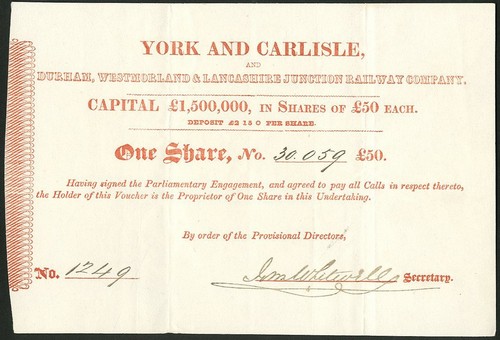 YORK AND CARLISLE,
AND
DURHAM, WESTMORLAND & LANCASHIRE JUNCTION RAILWAY COMPANY.
CAPITAL £1,500,000, IN SHARES OF £50 EACH.
DEPOSIT £2 15 0 PER SHARE.
One Share, No. 30.059 £50.
Having signed the Parliamentary Engagement, and agreed to pay all Calls in respect thereto,
the Holder of this Voucher is the Proprietor of One Share in this Undertaking.
By order of the Provisional Directors,
No. 1249
Secretary.